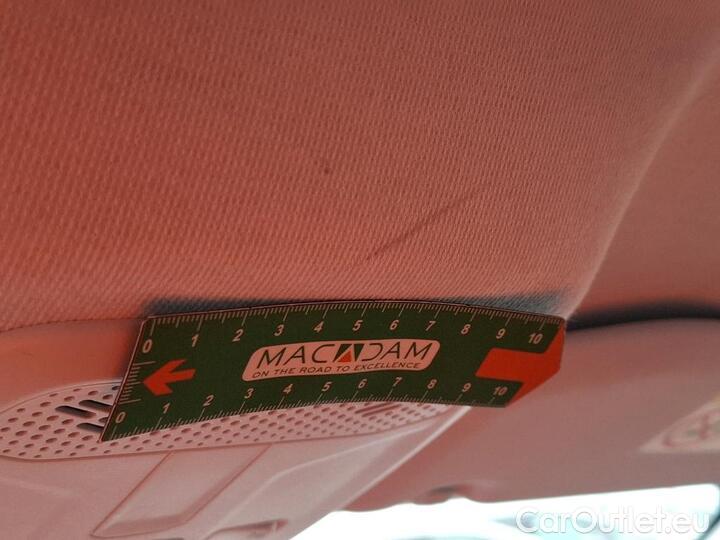 0 1 2 3 4 5 6 7 8 9 10
MACADAM
ON THE ROAD TO EXCELLENCE
0 1 2 3 4 5 6 7 8 9 10
CarOutlet.eu